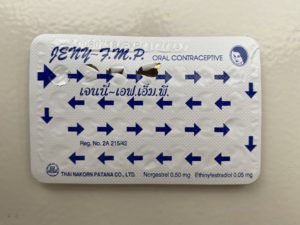 JENY-F.M.P. ORAL CONTRACEPTIVE
เจนนี-เอฟ.เอ็ม.พี.
Reg. No. 2A 215/42
THAI NAKORN PATANA CO., LTD. Norgestrel 0.50 mg Ethinylestradiol 0.05 mg